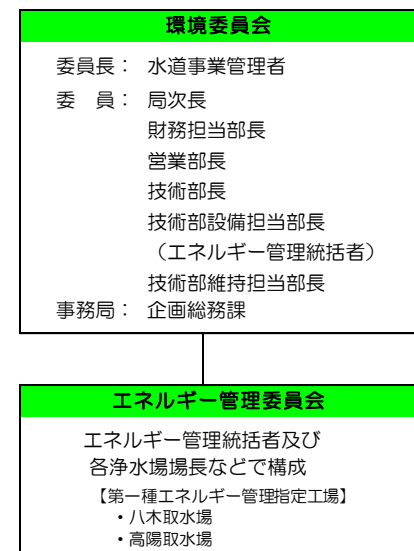 環境委員会
委員長： 水道事業管理者
委　員： 局次長
財務担当部長
営業部長
技術部長
技術部設備担当部長
（エネルギー管理統括者）
技術部維持担当部長
事務局： 企画総務課
エネルギー管理委員会
エネルギー管理統括者及び
各浄水場場長などで構成
【第一種エネルギー管理指定工場】
・八木取水場
・高陽取水場